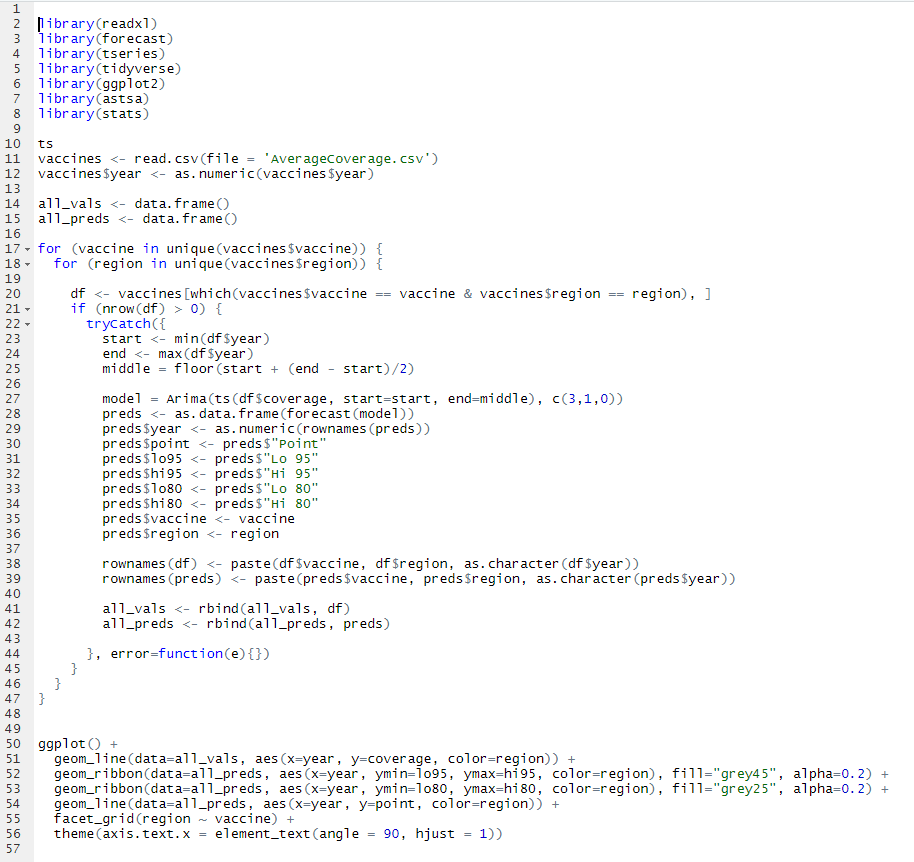 1
2 library(readxl)
3 library(forecast)
4 library(tseries)
5 library(tidyverse)
6 library(ggplot2)
7 library(astsa)
8 library(stats)
9
10 ts
11 vaccines <- read.csv(file = 'AverageCoverage.csv')
12 vaccines$year <- as.numeric(vaccines$year)
13
14 all_vals <- data.frame()
15 all_preds <- data.frame()
16
17 for (vaccine in unique(vaccines$vaccine)) {
18   for (region in unique(vaccines$region)) {
19
20     df <- vaccines[which(vaccines$vaccine == vaccine & vaccines$region == region), ]
21     if (nrow(df) > 0) {
22       tryCatch({
23         start <- min(df$year)
24         end <- max(df$year)
25         middle = floor(start + (end - start)/2)
26
27         model = Arima(ts(df$coverage, start=start, end=middle), c(3,1,0))
28         preds <- as.data.frame(forecast(model))
29         preds$year <- as.numeric(rownames(preds))
30         preds$point <- preds$"Point"
31         preds$lo95 <- preds$"Lo 95"
32         preds$hi95 <- preds$"Hi 95"
33         preds$lo80 <- preds$"Lo 80"
34         preds$hi80 <- preds$"Hi 80"
35         preds$vaccine <- vaccine
36         preds$region <- region
37
38         rownames(df) <- paste(df$vaccine, df$region, as.character(df$year))
39         rownames(preds) <- paste(preds$vaccine, preds$region, as.character(preds$year))
40
41         all_vals <- rbind(all_vals, df)
42         all_preds <- rbind(all_preds, preds)
43
44       }, error=function(e){})
45     }
46   }
47 }
48
49
50 ggplot() +
51   geom_line(data=all_vals, aes(x=year, y=coverage, color=region)) +
52   geom_ribbon(data=all_preds, aes(x=year, ymin=lo95, ymax=hi95, color=region), fill="grey45", alpha=0.2) +
53   geom_ribbon(data=all_preds, aes(x=year, ymin=lo80, ymax=hi80, color=region), fill="grey25", alpha=0.2) +
54   geom_line(data=all_preds, aes(x=year, y=point, color=region)) +
55   facet_grid(region ~ vaccine) +
56   theme(axis.text.x = element_text(angle = 90, hjust = 1))
57